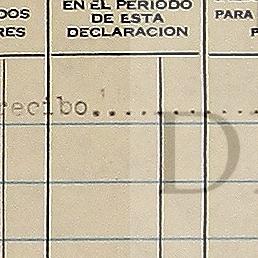 EN EL PERIODO
DE ESTA
DECLARACION
DOS
RES
PARA
recibo..............